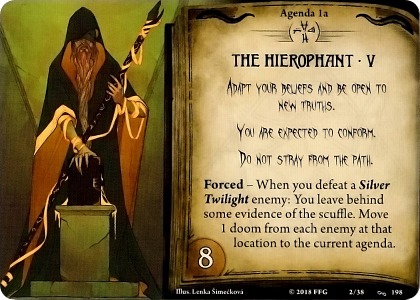 Agenda 1a
THE HIEROPHANT · V
ADAPT YOUR BELIEFS AND BE OPEN TO
NEW TRUTHS.
YOU ARE EXPECTED TO CONFORM.
DO NOT STRAY FROM THE PATH.
Forced – When you defeat a Silver
Twilight enemy: You leave behind
some evidence of the scuffle. Move
1 doom from each enemy at that
location to the current agenda.
8
Illus. Lenka Šimečková
© 2018 FFG
2/38
198